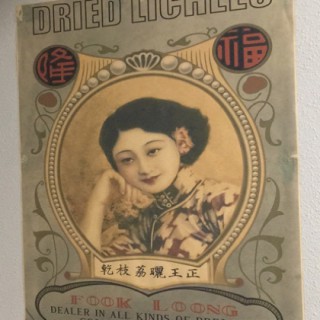 DRIED LICHEES
福隆
正王曬荔枝乾
FOOK LOONG
DEALER IN ALL KINDS OF